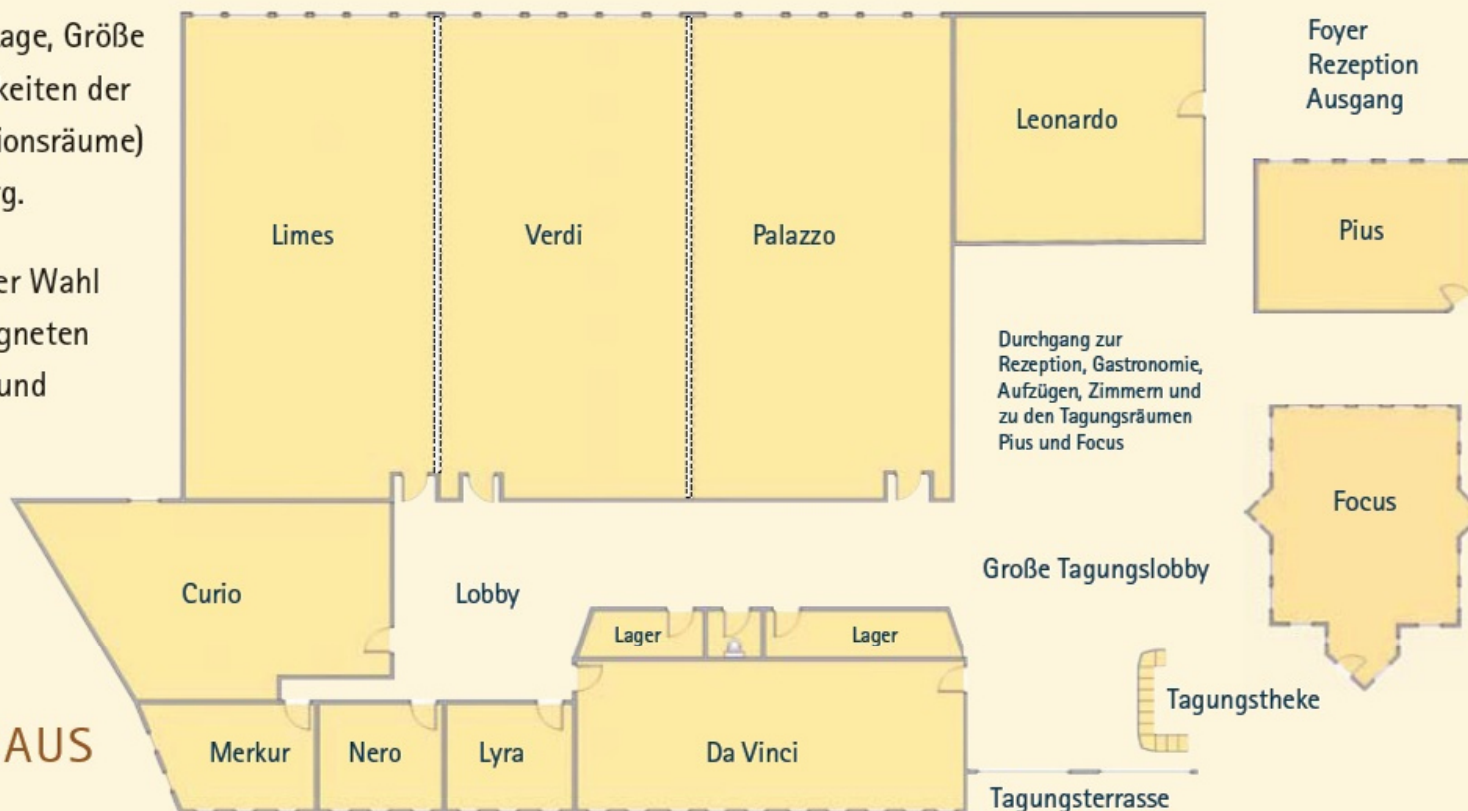 age, Größe
keiten der
ionsräume)
g.
er Wahl
gneten
und
AUS
Limes
Verdi
Palazzo
Leonardo
Foyer
Rezeption
Ausgang
Pius
Durchgang zur
Rezeption, Gastronomie,
Aufzügen, Zimmern und
zu den Tagungsräumen
Pius und Focus
Focus
Curio
Lobby
Große Tagungslobby
Lager
Lager
Tagungstheke
Merkur
Nero
Lyra
Da Vinci
Tagungsterrasse